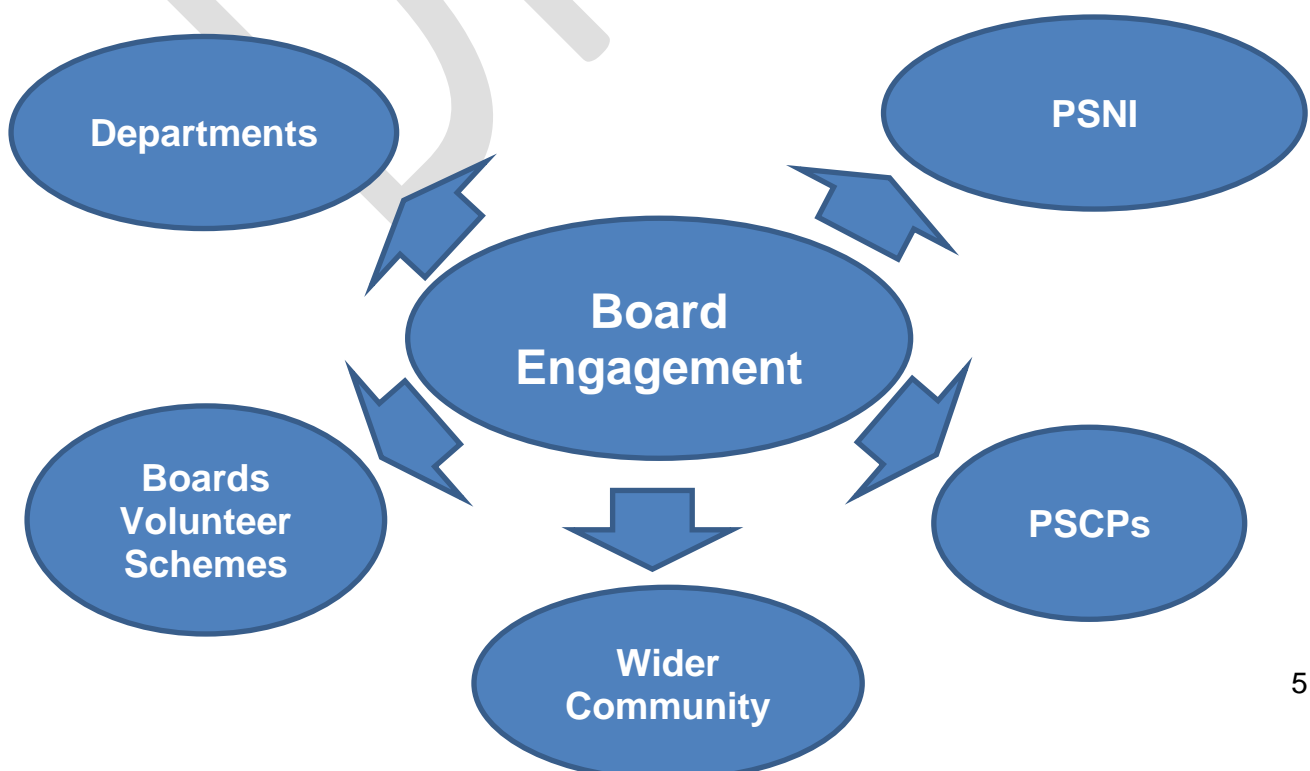 Departments
PSNI
Board
Engagement
Boards
Volunteer
Schemes
PSCPs
Wider
Community
5